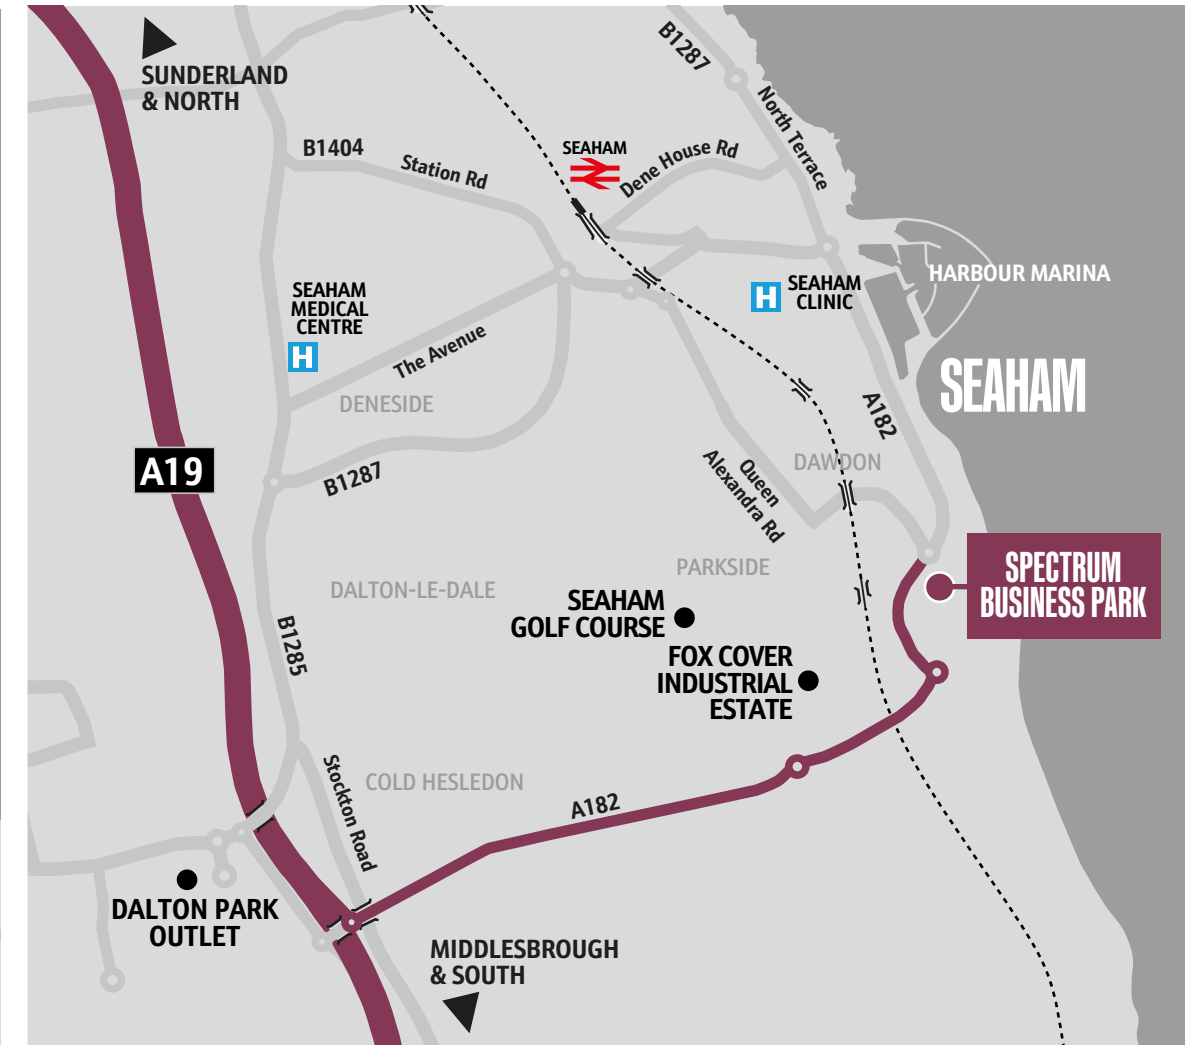 B1287
SUNDERLAND
& NORTH
North Terrace
B1404
Station Rd
SEAHAM
Dene House Rd
HARBOUR MARINA
SEAHAM
MEDICAL
CENTRE
H
H
SEAHAM
CLINIC
The Avenue
DENESIDE
SEAHAM
A182
A19
B1287
Queen
Alexandra Rd
DAWDON
PARKSIDE
SPECTRUM
BUSINESS PARK
DALTON-LE-DALE
SEAHAM
GOLF COURSE
B1285
FOX COVER
INDUSTRIAL
ESTATE
Stockton Road
COLD HESLEDON
A182
DALTON PARK
OUTLET
MIDDLESBROUGH
& SOUTH